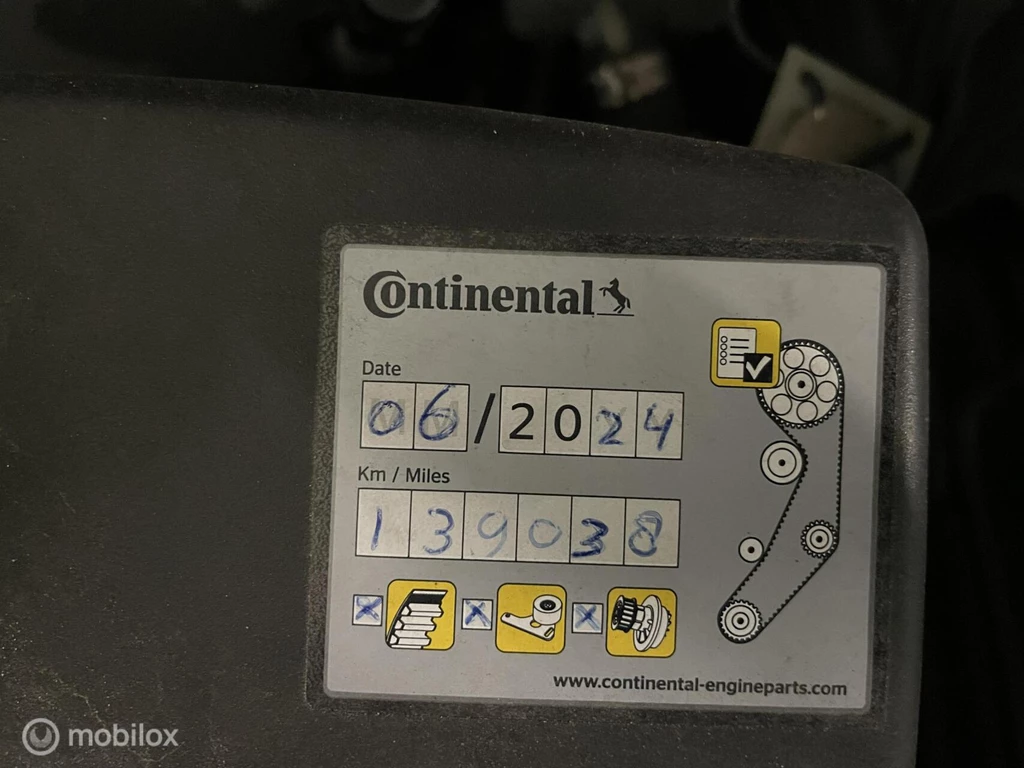 Continental
Date
06/2024
Km / Miles
139038
www.continental-engineparts.com
mobilox